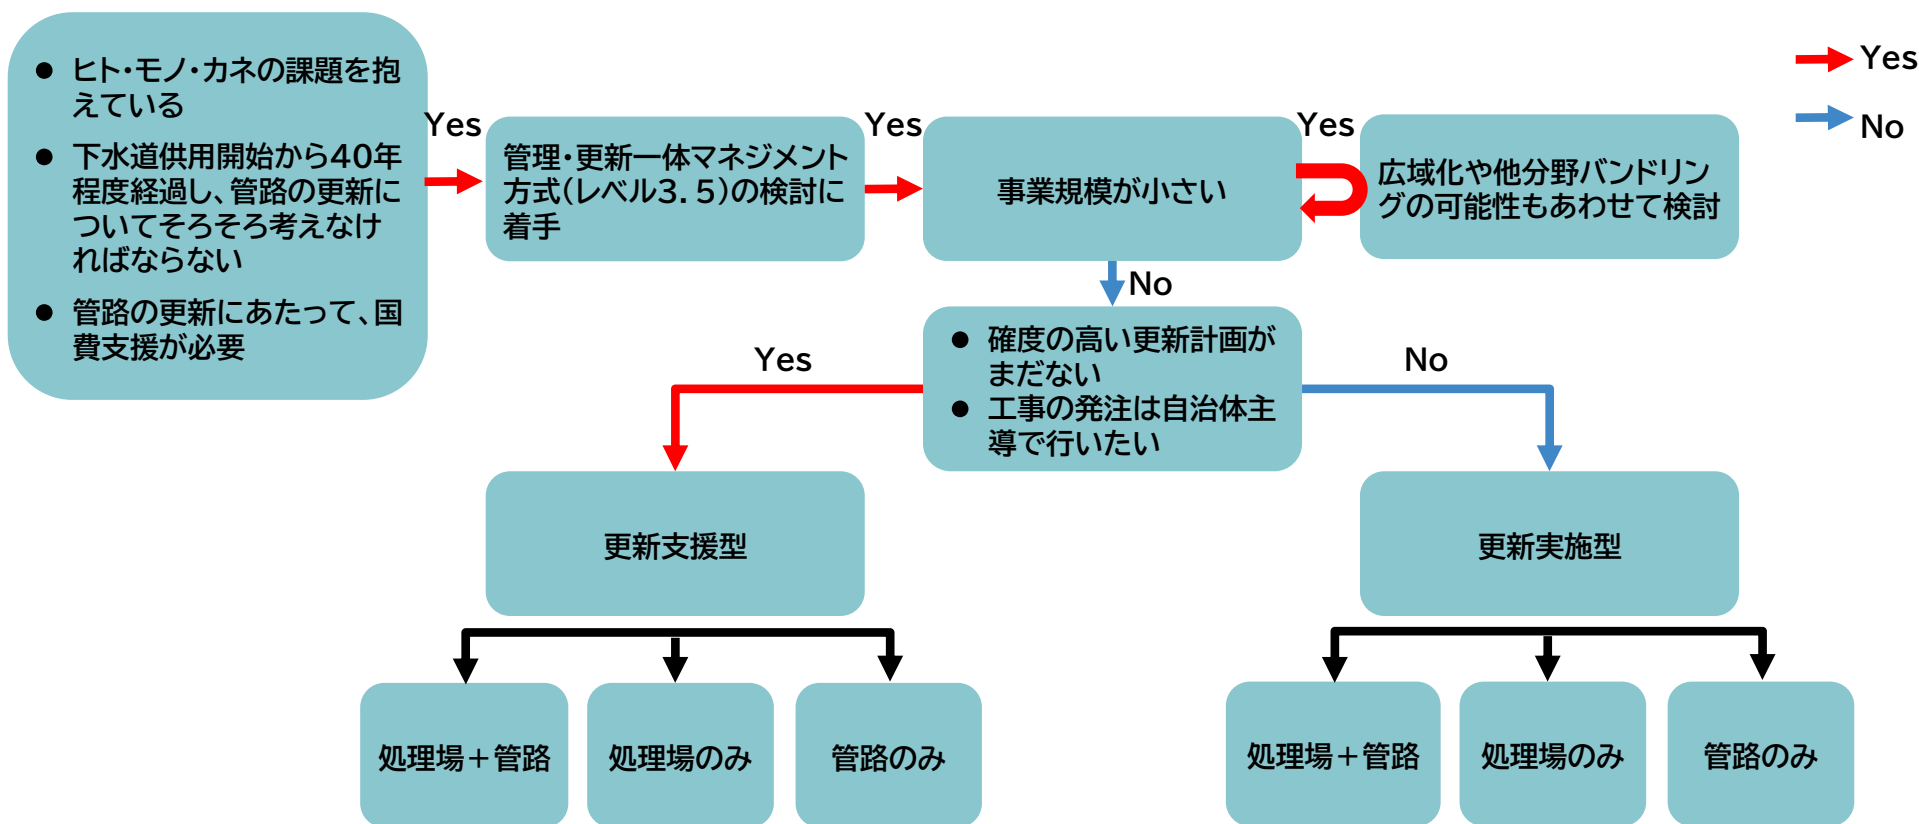 ● ヒト・モノ・カネの課題を抱
えている
● 下水道供用開始から40年
程度経過し、管路の更新に
ついてそろそろ考えなけ
ればならない
● 管路の更新にあたって、国
費支援が必要
Yes
管理・更新一体マネジメント
方式(レベル3.5)の検討に
着手
Yes
事業規模が小さい
Yes
広域化や他分野バンドリン
グの可能性もあわせて検討
Yes
No
No
● 確度の高い更新計画が
まだない
● 工事の発注は自治体主
導で行いたい
Yes
No
更新支援型
更新実施型
処理場+管路
処理場のみ
管路のみ
処理場+管路
処理場のみ
管路のみ